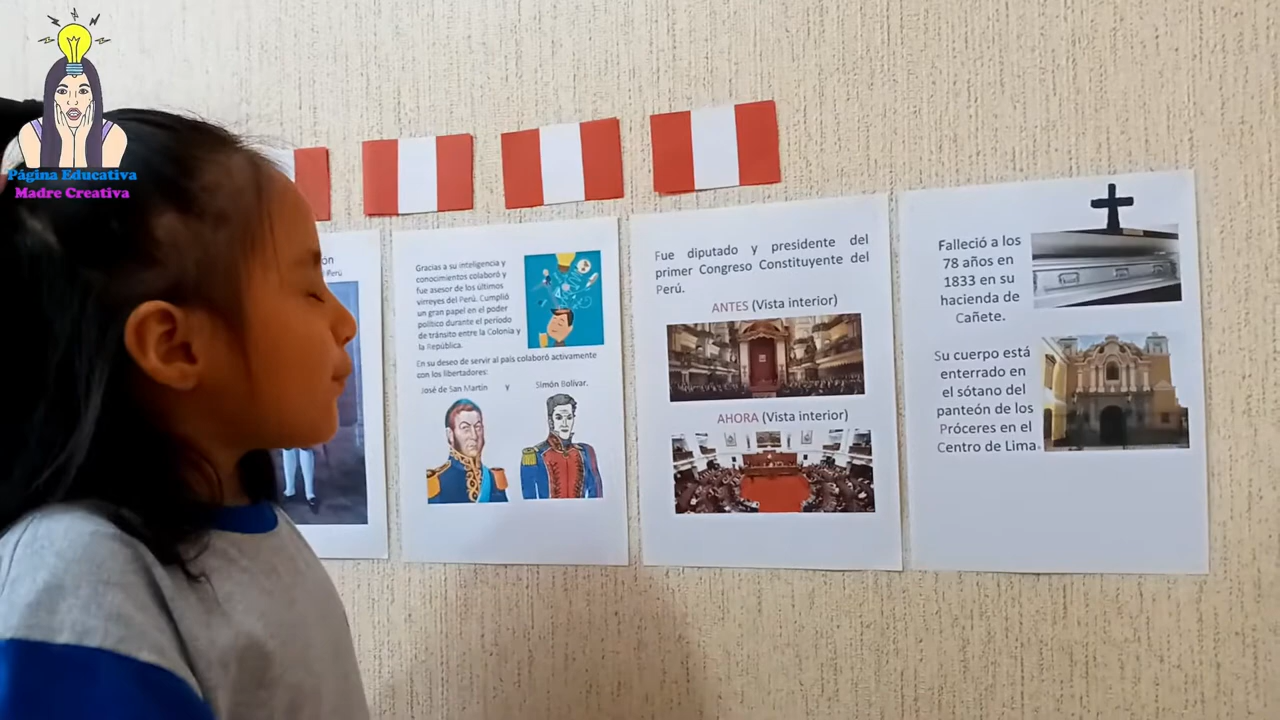 Página Educativa
Madre Creativa
Perú
Gracias a su inteligencia y
conocimientos colaboró y
fue asesor de los últimos
virreyes del Perú. Cumplió
un gran papel en el poder
político durante el período
de tránsito entre la Colonia y
la República.
En su deseo de servir al país colaboró activamente
con los libertadores:
José de San Martín y Simón Bolívar.
Fue diputado y presidente del
primer Congreso Constituyente del
Perú.
ANTES (Vista interior)
AHORA (Vista interior)
Falleció a los
78 años en
1833 en su
hacienda de
Cañete.
Su cuerpo está
enterrado en
el sótano del
panteón de los
Próceres en el
Centro de Lima.